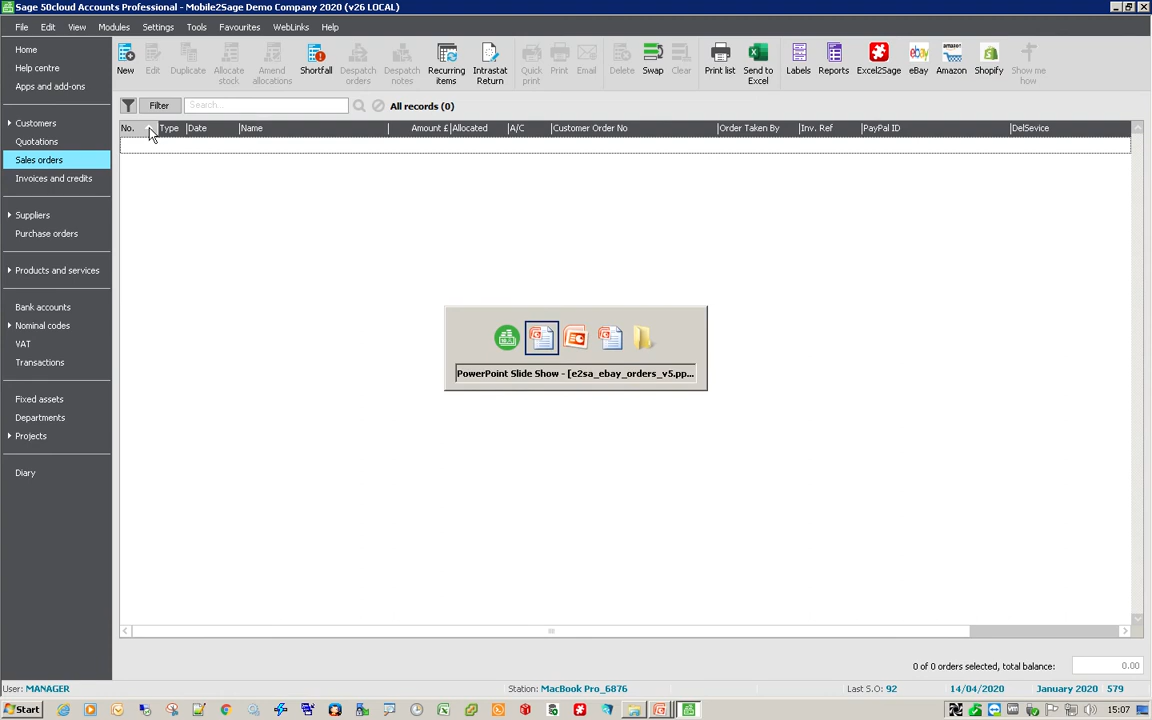 Sage 50cloud Accounts Professional - Mobile2Sage Demo Company 2020 (v26 LOCAL)
File Edit View Modules Settings Tools Favourites WebLinks Help
Home
Help centre
Apps and add-ons
Customers
Quotations
Sales orders
Invoices and credits
Suppliers
Purchase orders
Products and services
Bank accounts
Nominal codes
VAT
Transactions
Fixed assets
Departments
Projects
Diary
New Edit Duplicate Allocate stock Amend allocations Shortfall Despatch orders Despatch notes Recurring items Intrastat Return Quick print Print Email Delete Swap Clear Print list Send to Excel Labels Reports Excel2Sage eBay Amazon Shopify Show me how
Filter Search... All records (0)
No. Type Date Name Amount £ Allocated A/C Customer Order No Order Taken By Inv. Ref PayPal ID DelSevice
PowerPoint Slide Show - [e2sa_ebay_orders_v5.pp...
0 of 0 orders selected, total balance: 0.00
User: MANAGER Station: MacBook Pro_6876 Last S.O: 92 14/04/2020 January 2020 579
Start 15:07